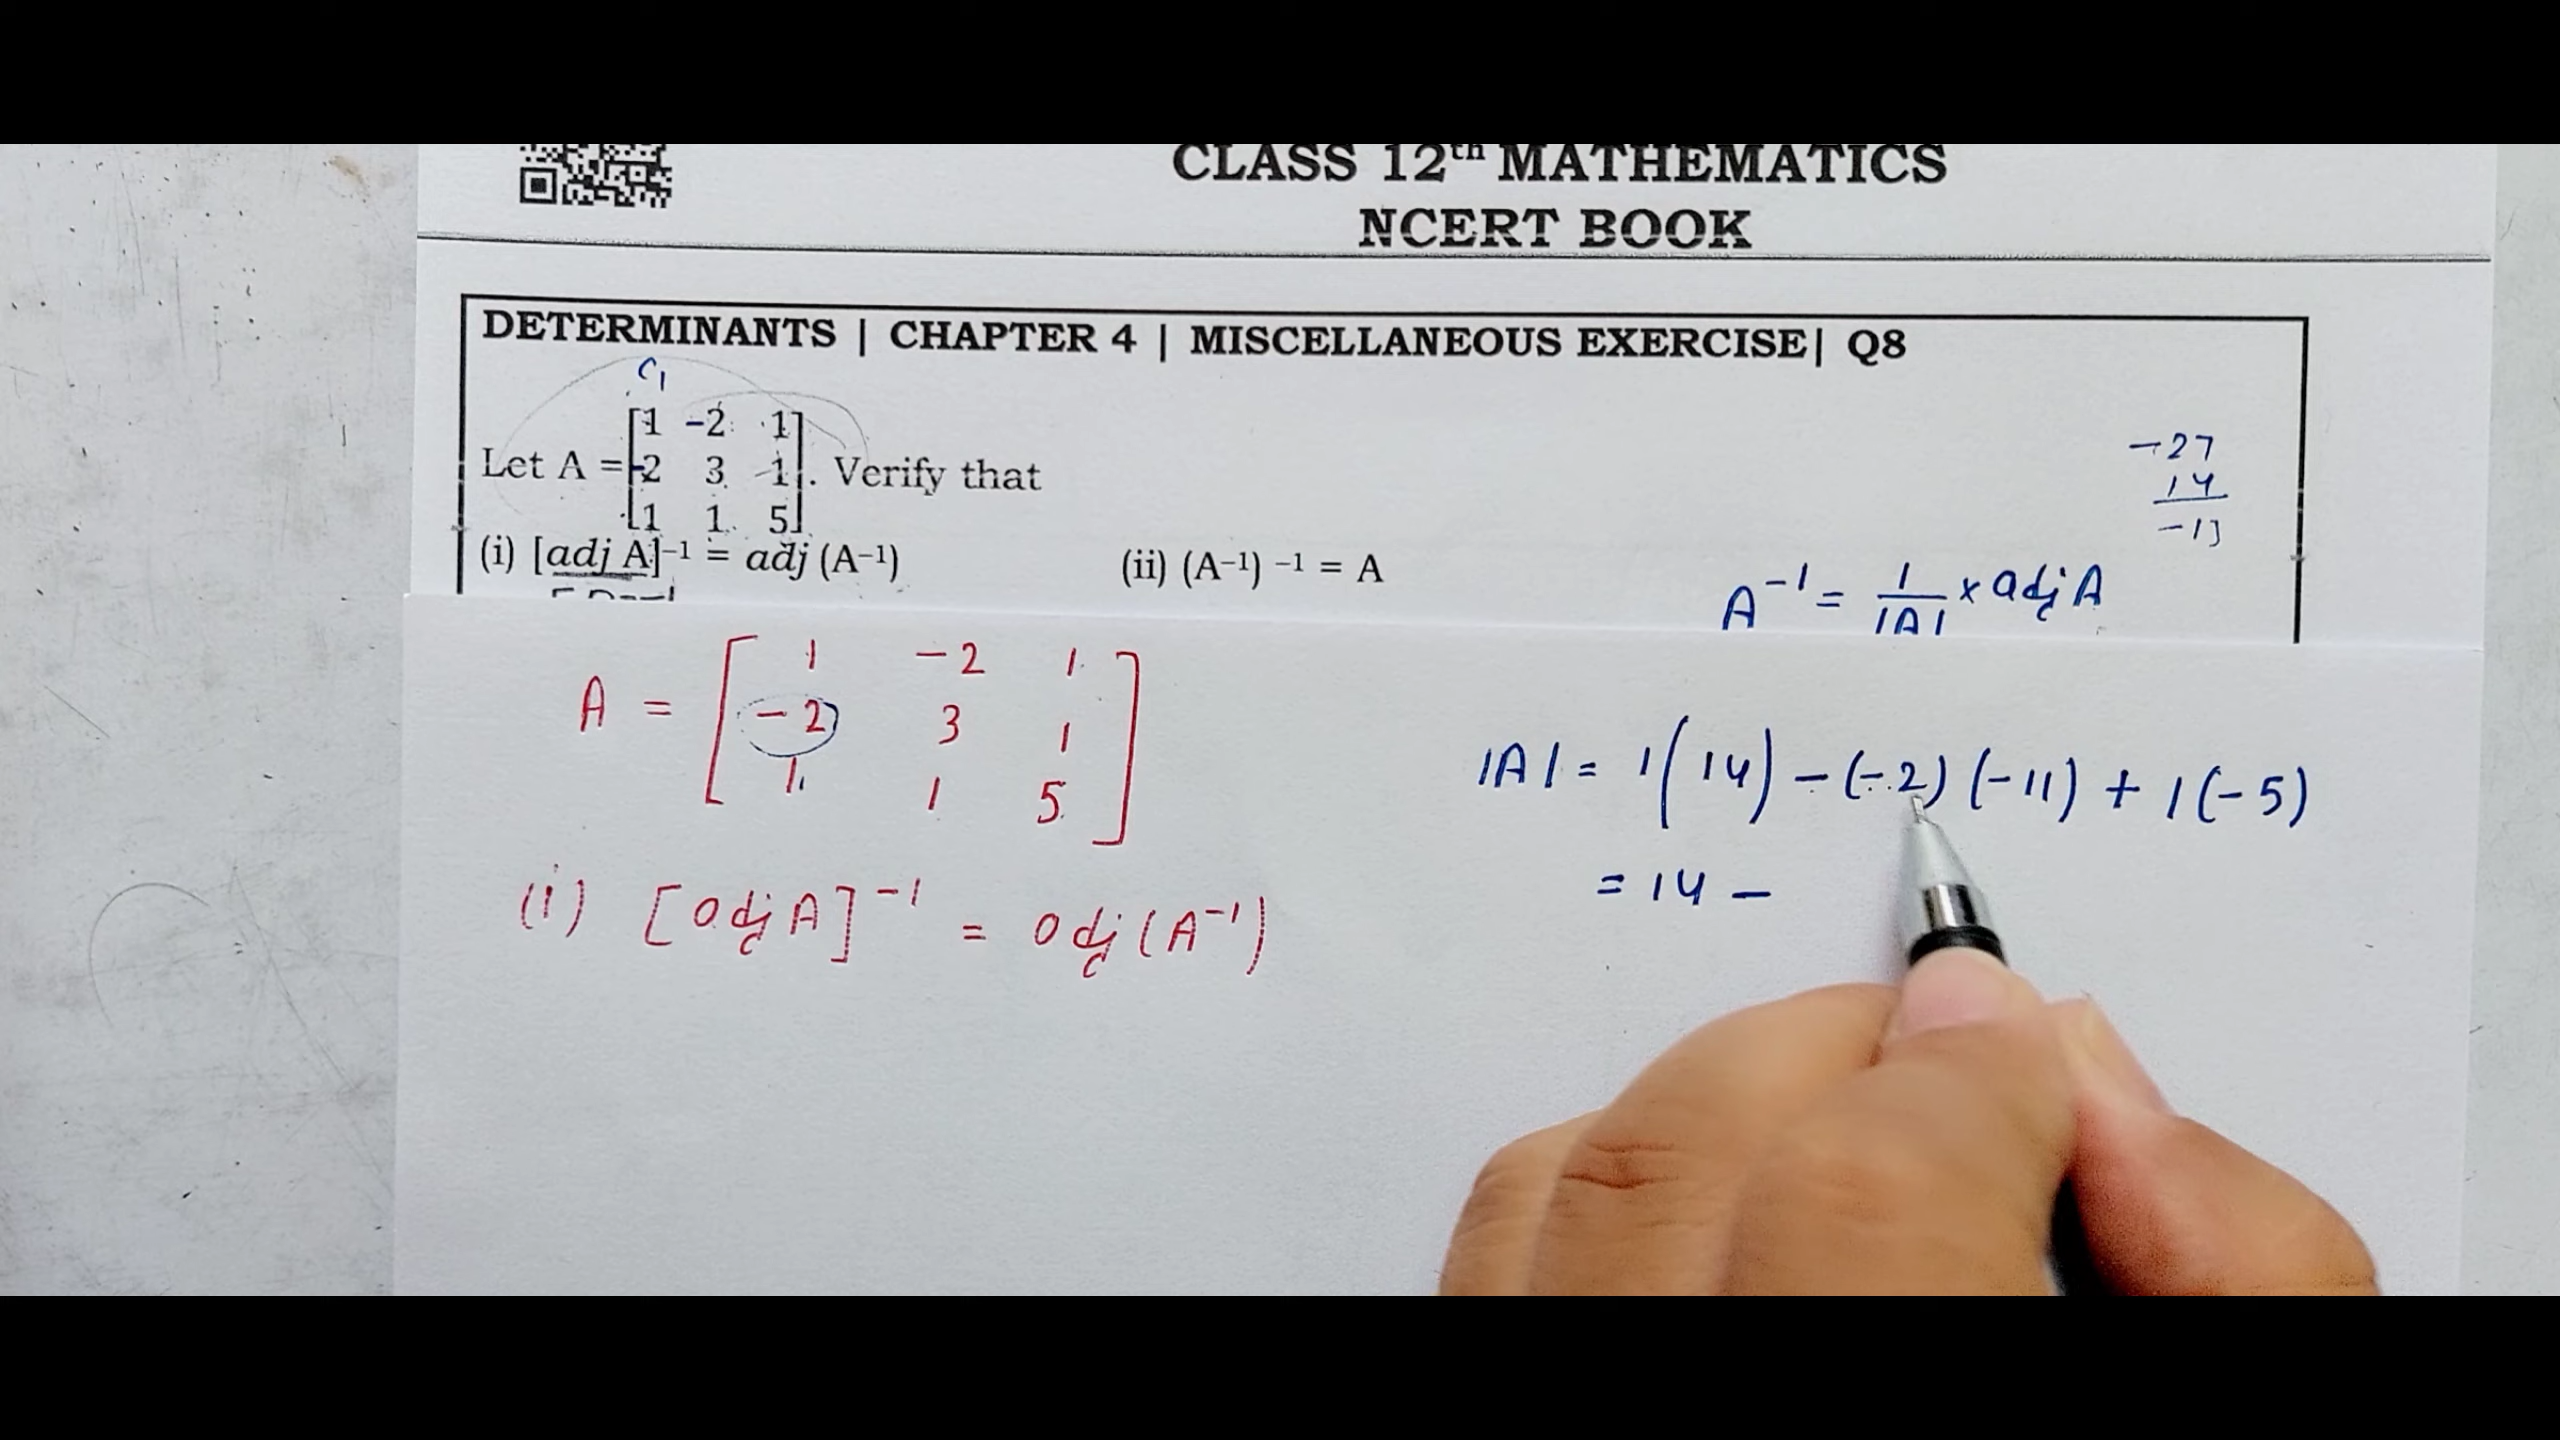 CLASS 12th MATHEMATICS
NCERT BOOK
DETERMINANTS | CHAPTER 4 | MISCELLANEOUS EXERCISE| Q8
C1
Let A = [1 -2 1
-2 3 1
1 1 5]. Verify that
(i) [adj A]–1 = adj (A–1) (ii) (A–1) –1 = A
-27
14
-13
A-1 = 1/|A| × adj A
A = [1 -2 1
-2 3 1
1 1 5]
|A| = 1(14) - (-2)(-11) + 1(-5)
= 14 -
(i) [adj A]-1 = adj(A-1)